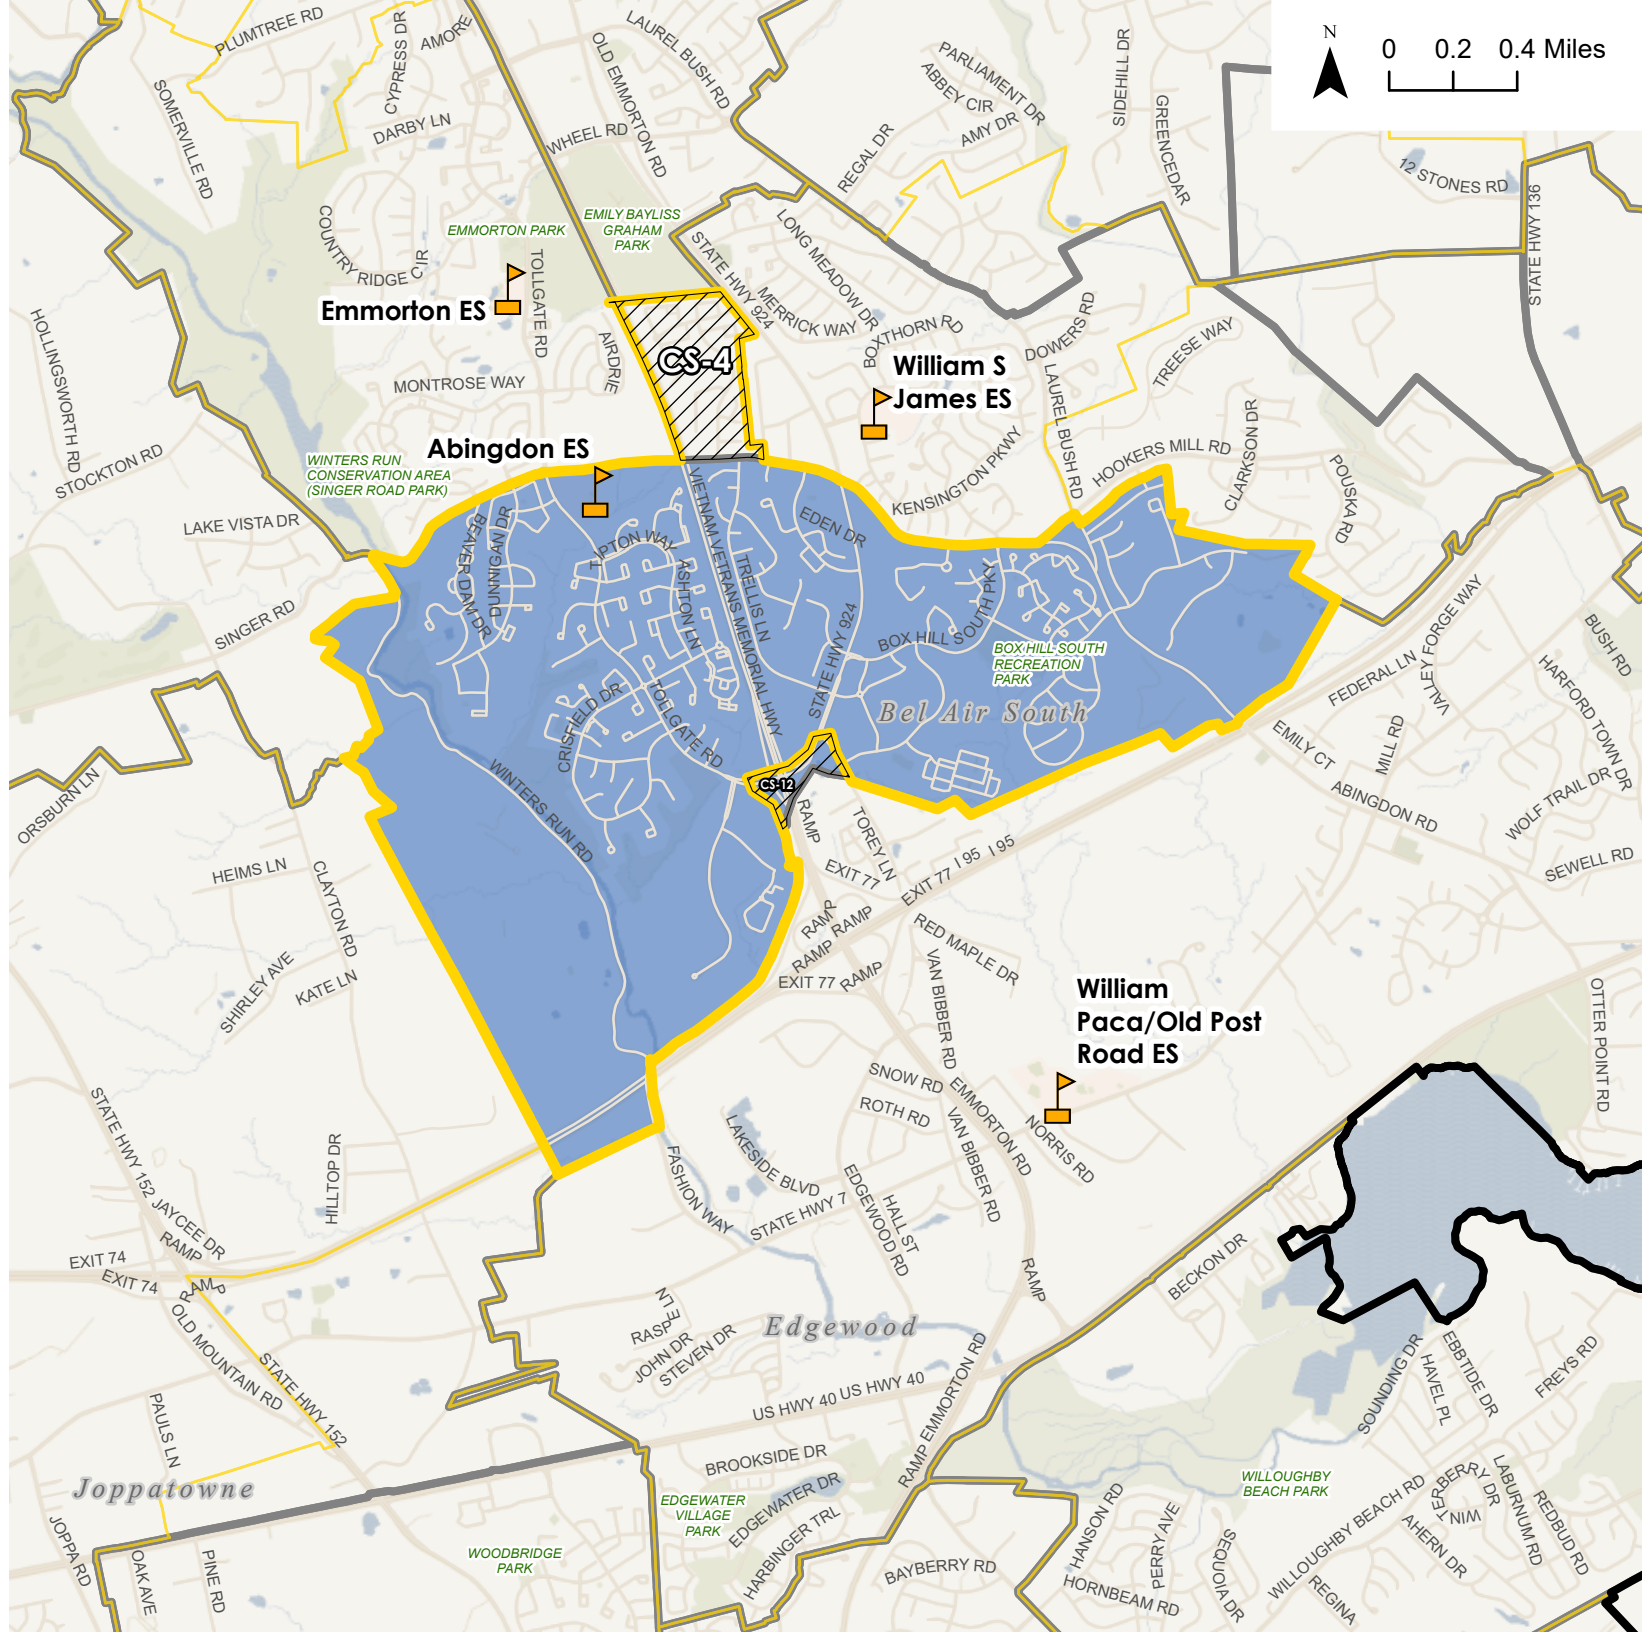 N
0 0.2 0.4 Miles
PLUMTREE RD
CYPRESS DR
AMORE
OLD EMMORTON RD
LAUREL BUSH RD
PARLIAMENT DR
ABBEY CIR
AMY DR
SIDEHILL DR
GREENCEDAR
SOMERVILLE RD
DARBY LN
WHEEL RD
REGAL DR
12 STONES RD
STATE HWY 136
COUNTRY RIDGE CIR
EMMORTON PARK
EMILY BAYLISS
GRAHAM
PARK
TOLLGATE RD
STATE HWY 924
LONG MEADOW DR
MERRICK WAY
BOXTHORN RD
DOWERS RD
TREESE WAY
Emmorton ES
HOLLINGSWORTH RD
AIRDRIE
CS-4
William S
James ES
MONTROSE WAY
LAUREL BUSH RD
CLARKSON DR
Abingdon ES
STOCKTON RD
WINTERS RUN
CONSERVATION AREA
(SINGER ROAD PARK)
KENSINGTON PKWY
HOOKERS MILL RD
POUSKA RD
LAKE VISTA DR
BEAVER DAM DR
DUNNIGAN DR
TIPTON WAY
ASHTON LN
VIETNAM VETRANS MEMORIAL HWY
TRELLIS LN
EDEN DR
SINGER RD
STATE HWY 924
BOX HILL SOUTH PKY
BOX HILL SOUTH
RECREATION
PARK
Bel Air South
VALLEY FORGE WAY
FEDERAL LN
BUSH RD
HARFORD TOWN DR
CRISFIELD DR
TOLLGATE RD
EMILY CT
MILL RD
WINTERS RUN RD
CS-12
ORSBURN LN
RAMP
TOREY LN
ABINGDON RD
WOLF TRAIL DR
SEWELL RD
HEIMS LN
CLAYTON RD
EXIT 77
EXIT 77
I 95
I 95
RAMP
RAMP
RAMP
RED MAPLE DR
SHIRLEY AVE
KATE LN
EXIT 77
RAMP
VAN BIBBER RD
William
Paca/Old Post
Road ES
OTTER POINT RD
STATE HWY 152
SNOW RD
EMMORTON RD
ROTH RD
VAN BIBBER RD
NORRIS RD
LAKESIDE BLVD
HILLTOP DR
FASHION WAY
JAYCEE DR
RAMP
EXIT 74
EXIT 74
RAMP
STATE HWY 7
EDGEWOOD RD
HALL ST
RAMP
BECKON DR
OLD MOUNTAIN RD
STATE HWY 152
RASPE LN
JOHN DR
STEVEN DR
Edgewood
US HWY 40
US HWY 40
RAMP
EMMORTON RD
SOUNDING DR
HAVEL PL
EBBTIDE DR
FREYS RD
PAULS LN
Joppatowne
BROOKSIDE DR
EDGEWATER
VILLAGE
PARK
EDGEWATER DR
HARBINGER TRL
WILLOUGHBY
BEACH PARK
WILLOUGHBY BEACH RD
WINTERBERRY DR
LABURNUM RD
REDBUD RD
JOPPA RD
OAK AVE
PINE RD
WOODBRIDGE
PARK
BAYBERRY RD
HANSON RD
PERRY AVE
HORNBEAM RD
SEQUOIA DR
REGINA
AHERN DR